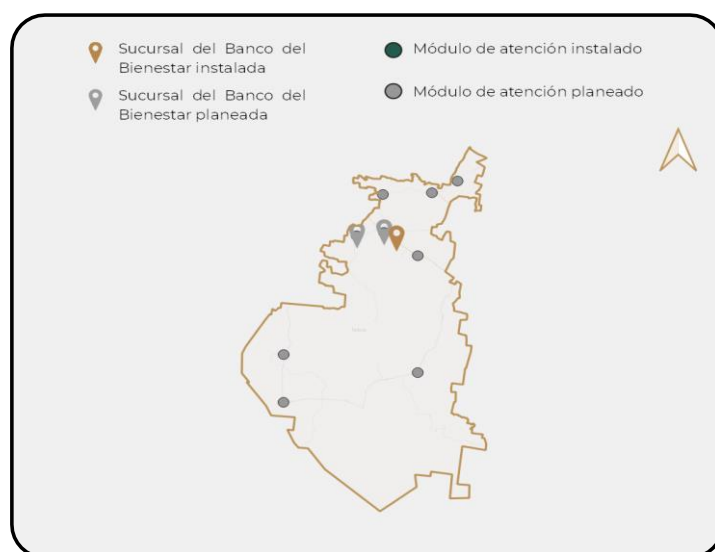 Sucursal del Banco del
Bienestar instalada
Sucursal del Banco del
Bienestar planeada
Módulo de atención instalado
Módulo de atención planeado